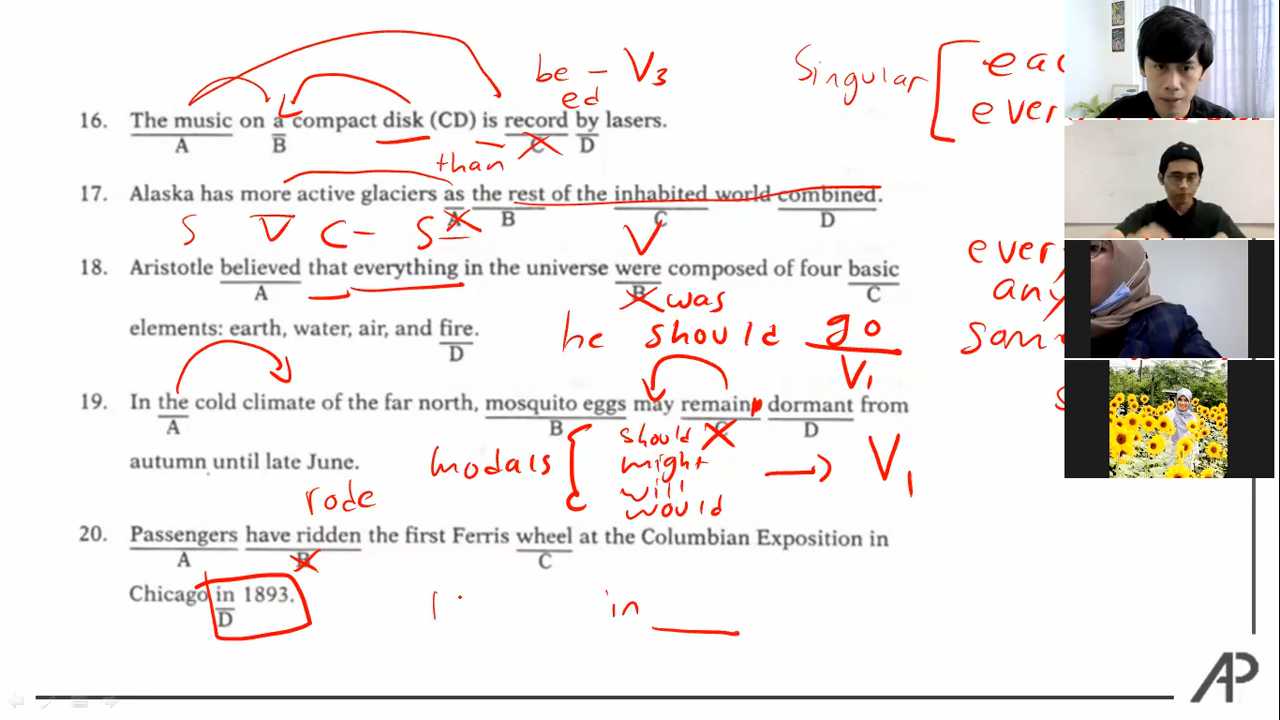 be - V3
ed
Singular
16. The music on a compact disk (CD) is record by lasers.
A B C D
than
17. Alaska has more active glaciers as the rest of the inhabited world combined.
A B C D
S V C- S V
18. Aristotle believed that everything in the universe were composed of four basic
A B C
was
elements: earth, water, air, and fire.
D
he should go
V1
19. In the cold climate of the far north, mosquito eggs may remain dormant from
A B C D
autumn until late June.
modals
should
might
will
would
→ V1
rode
20. Passengers have ridden the first Ferris wheel at the Columbian Exposition in
A B C
Chicago in 1893.
D
in
AP